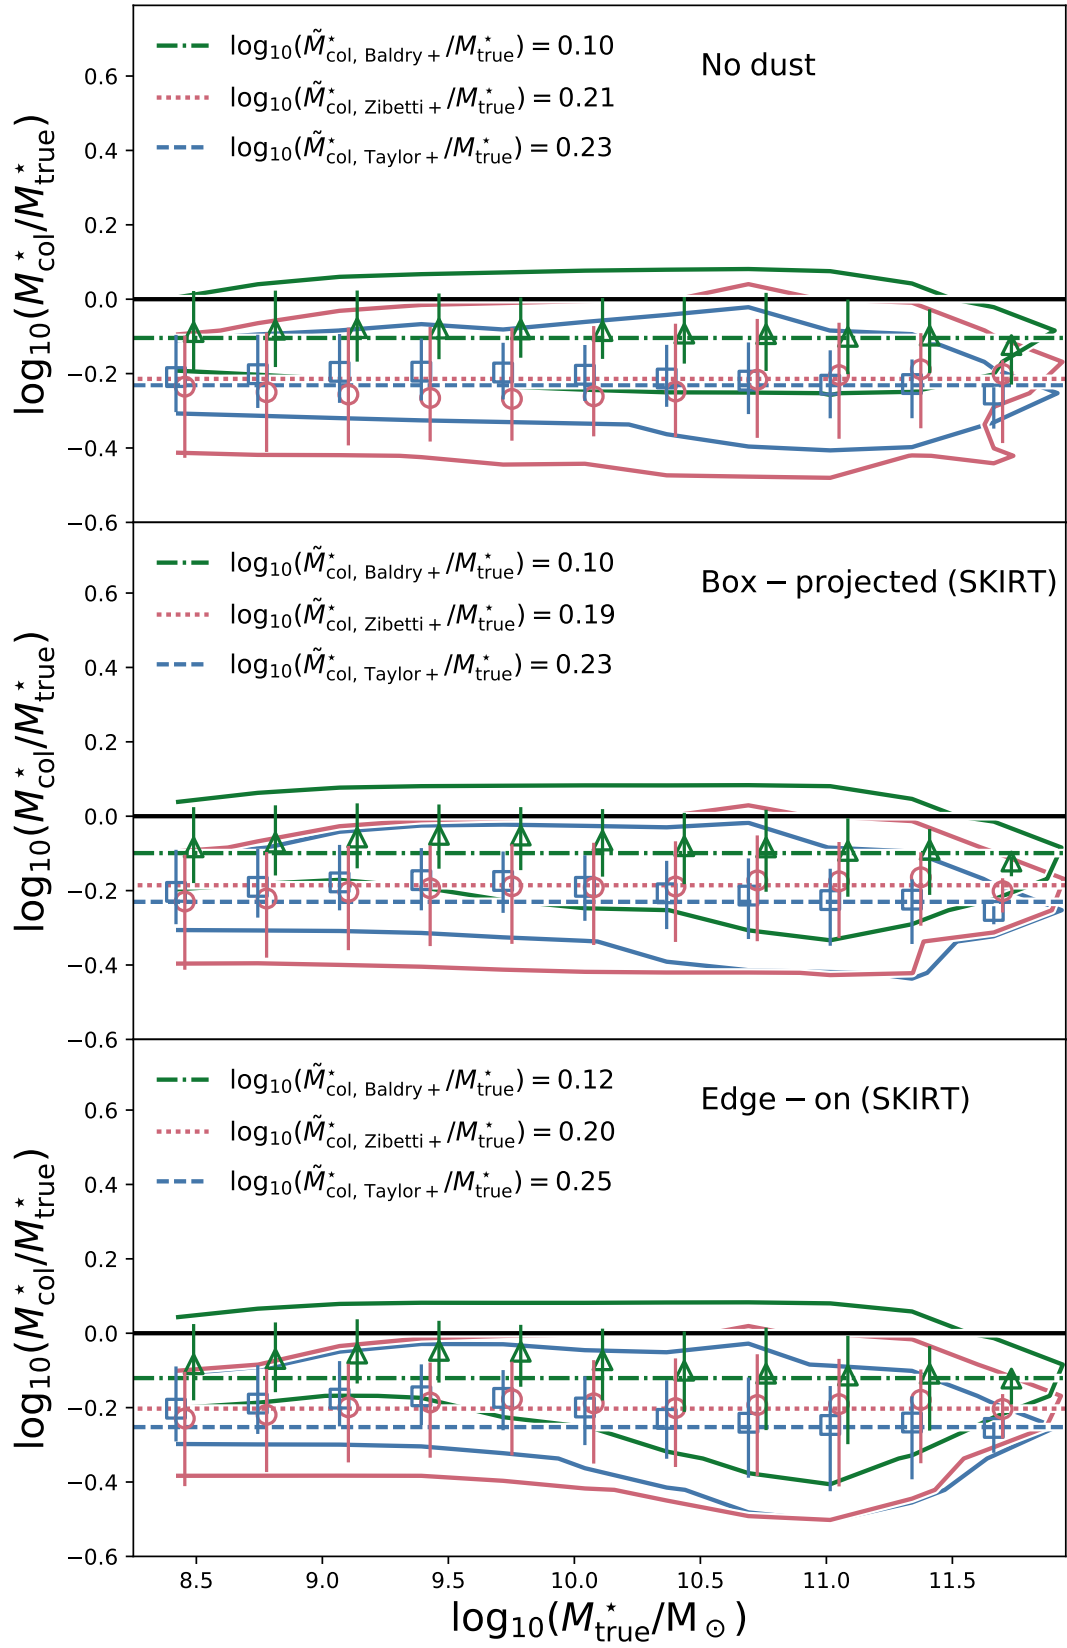 log₁₀(M̃⋆col, Baldry+/M⋆true) = 0.10
log₁₀(M̃⋆col, Zibetti+/M⋆true) = 0.21
log₁₀(M̃⋆col, Taylor+/M⋆true) = 0.23
No dust
0.6
0.4
0.2
0.0
−0.2
−0.4
−0.6
log₁₀(M⋆col/M⋆true)
log₁₀(M̃⋆col, Baldry+/M⋆true) = 0.10
log₁₀(M̃⋆col, Zibetti+/M⋆true) = 0.19
log₁₀(M̃⋆col, Taylor+/M⋆true) = 0.23
Box − projected (SKIRT)
0.6
0.4
0.2
0.0
−0.2
−0.4
−0.6
log₁₀(M⋆col/M⋆true)
log₁₀(M̃⋆col, Baldry+/M⋆true) = 0.12
log₁₀(M̃⋆col, Zibetti+/M⋆true) = 0.20
log₁₀(M̃⋆col, Taylor+/M⋆true) = 0.25
Edge − on (SKIRT)
0.6
0.4
0.2
0.0
−0.2
−0.4
−0.6
log₁₀(M⋆col/M⋆true)
8.5 9.0 9.5 10.0 10.5 11.0 11.5
log₁₀(M⋆true/M⊙)